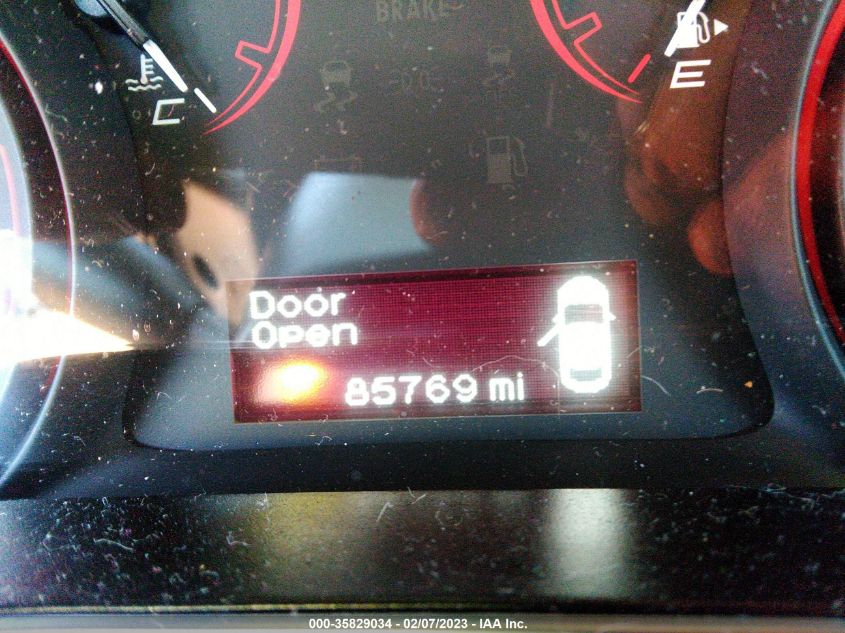 BRAKE
C
E
Door
Open
85769 mi
000-35829034 - 02/07/2023 - IAA Inc.